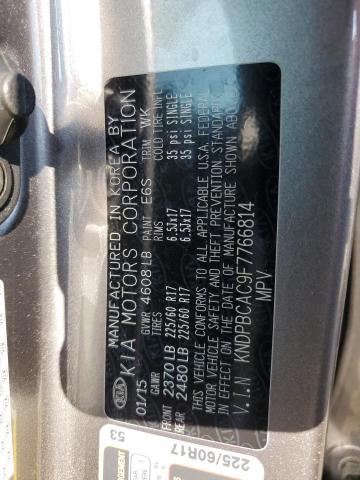 MANUFACTURED IN KOREA BY
KIA MOTORS CORPORATION
KIA
01/15 GVWR 4608 LB PAINT E6S TRIM WK
GAWR RIMS COLD TIRE INFL
FRONT 2370 LB 225/60 R17 6.5JX17 35 psi SINGLE
REAR 2480 LB 225/60 R17 6.5JX17 35 psi SINGLE
THIS VEHICLE CONFORMS TO ALL APPLICABLE U.S.A. FEDERAL
MOTOR VEHICLE SAFETY AND THEFT PREVENTION STANDARDS
IN EFFECT ON THE DATE OF MANUFACTURE SHOWN ABOVE
V.I.N KNDPBCAC9F7766814
MPV
53
225/60R17